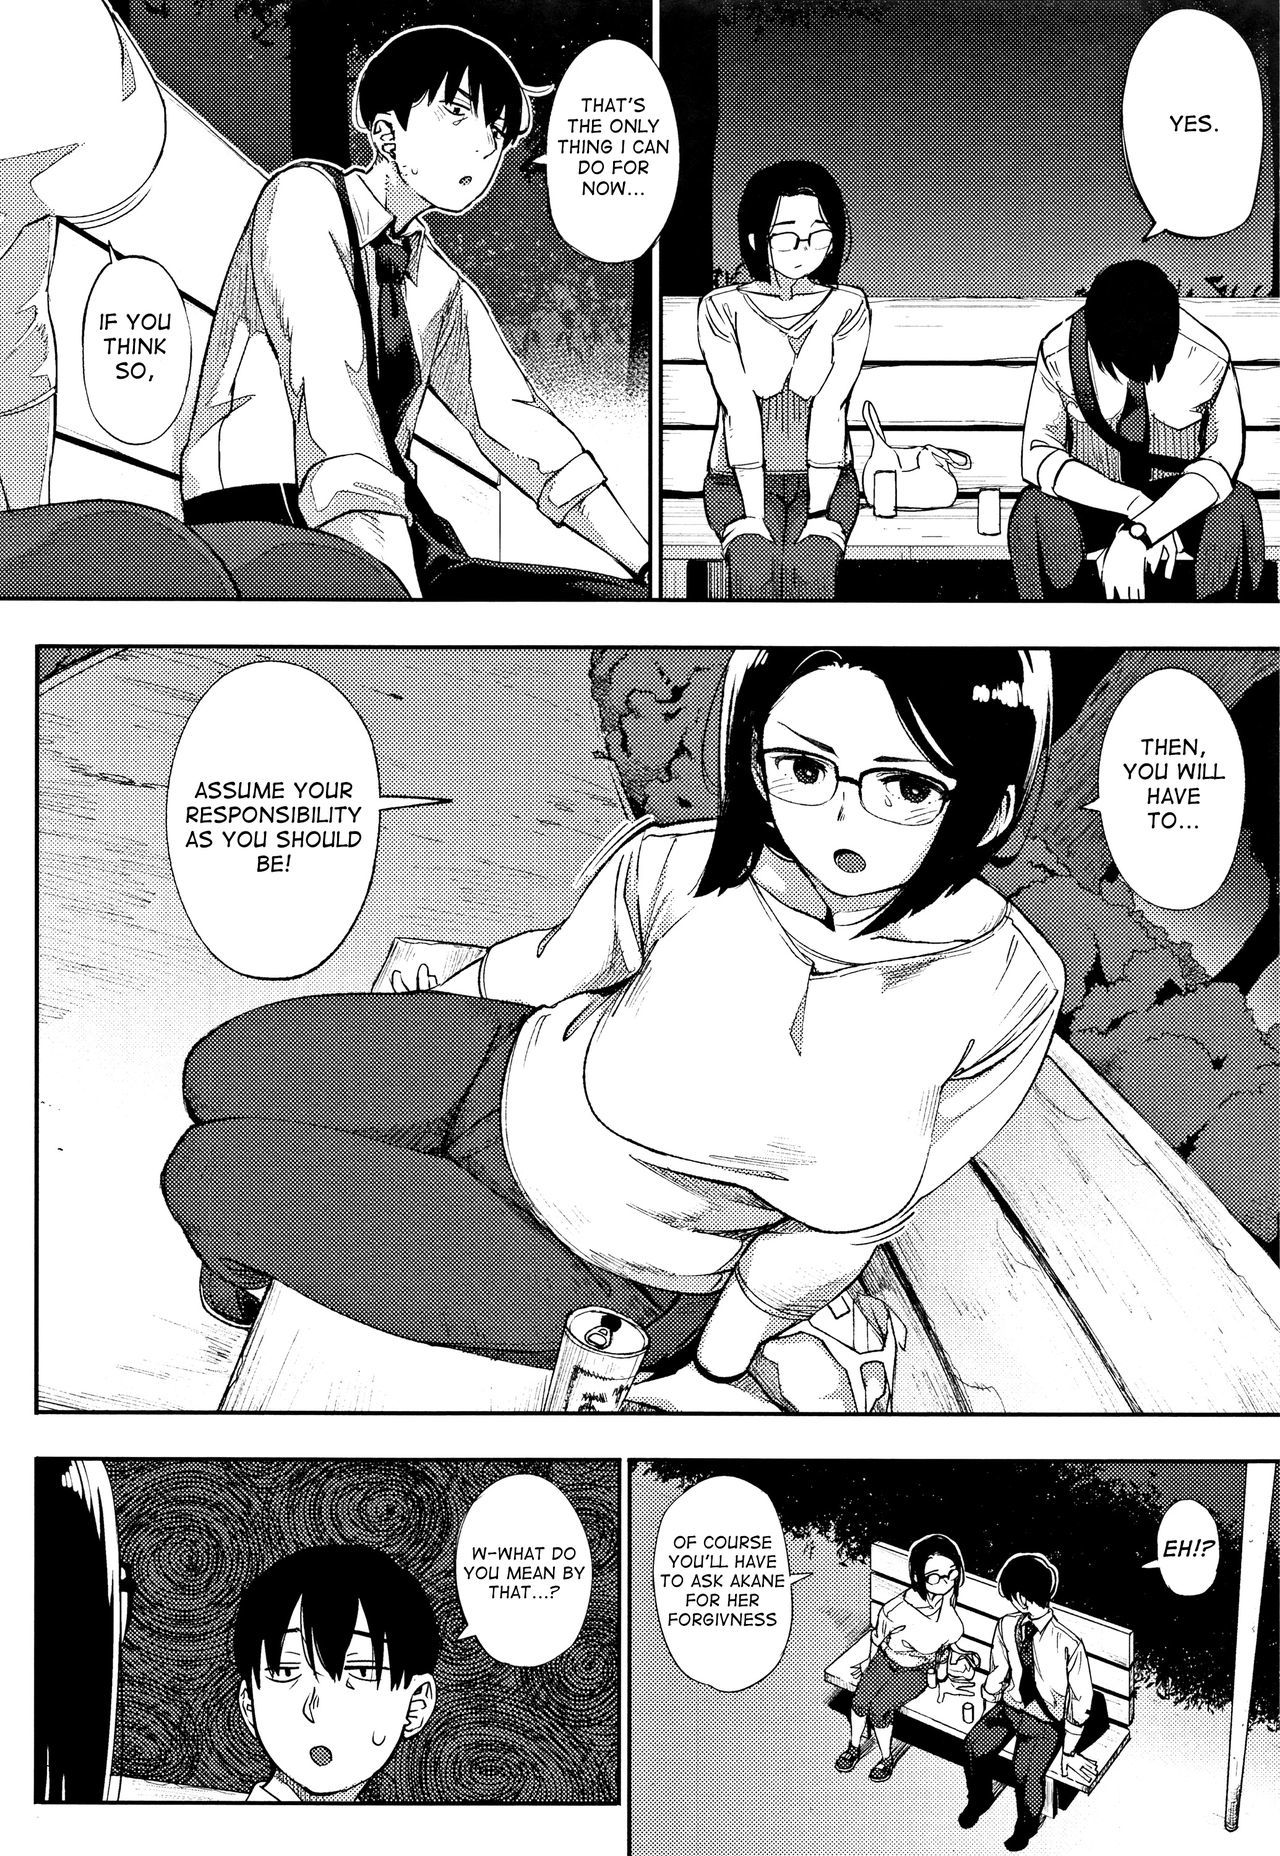 YES.
THAT'S
THE ONLY
THING I CAN
DO FOR
NOW...
IF YOU
THINK
SO,
THEN,
YOU WILL
HAVE
TO...
ASSUME YOUR
RESPONSIBILITY
AS YOU SHOULD
BE!
EH!?
OF COURSE
YOU'LL HAVE
TO ASK AKANE
FOR HER
FORGIVNESS
W-WHAT DO
YOU MEAN BY
THAT...?